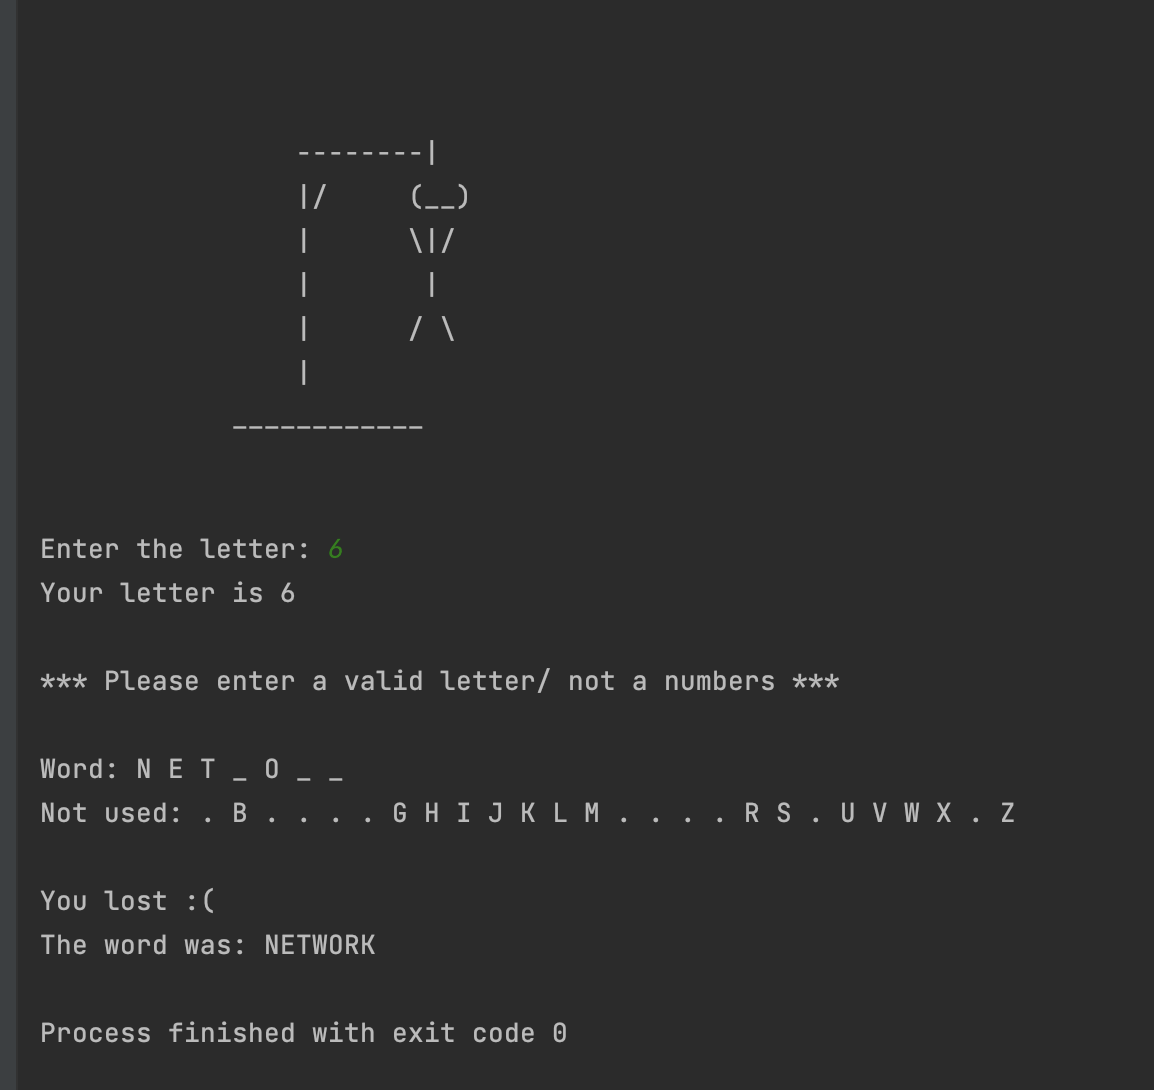 --------|
|/     (__)
|      \|/
|       |
|      / \
|
____________
Enter the letter: 6
Your letter is 6
*** Please enter a valid letter/ not a numbers ***
Word: N E T _ O _ _
Not used: . B . . . . G H I J K L M . . . . R S . U V W X . Z
You lost :(
The word was: NETWORK
Process finished with exit code 0